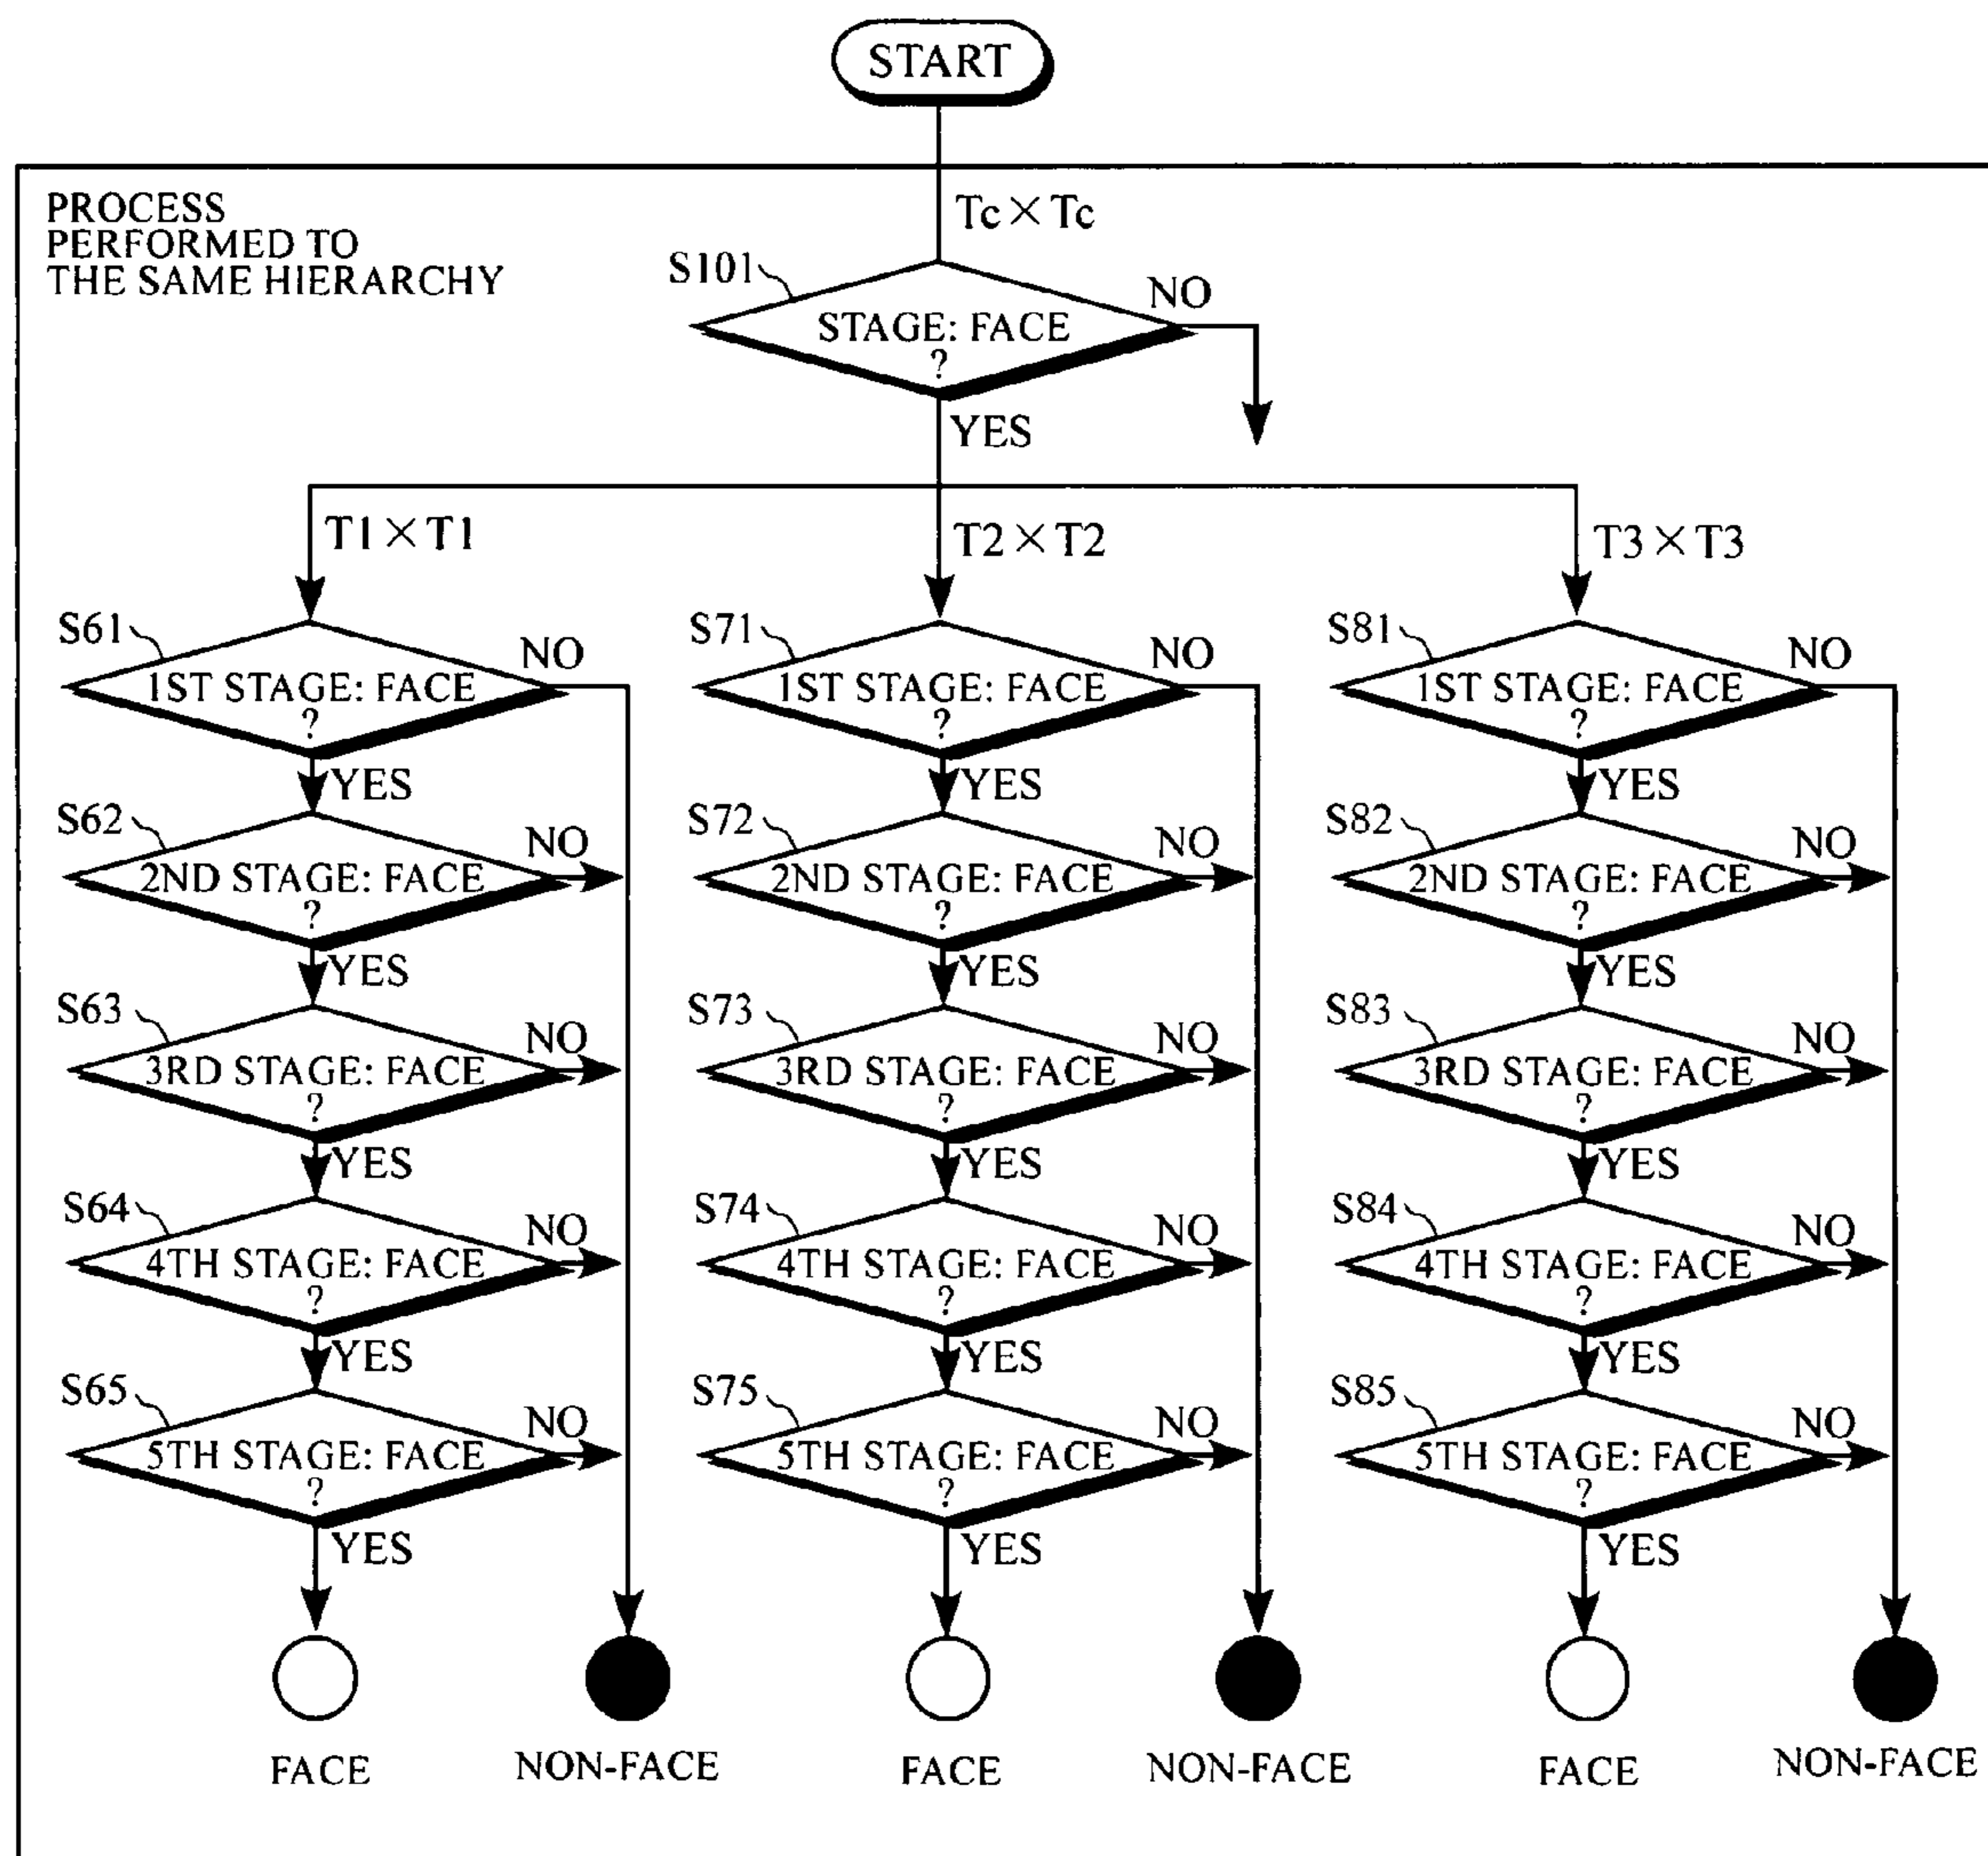 START
PROCESS
PERFORMED TO
THE SAME HIERARCHY
Tc×Tc
S101
STAGE: FACE
?
NO
YES
T1×T1
T2×T2
T3×T3
S61
1ST STAGE: FACE
?
NO
S71
1ST STAGE: FACE
?
NO
S81
1ST STAGE: FACE
?
NO
YES
YES
YES
S62
2ND STAGE: FACE
?
NO
S72
2ND STAGE: FACE
?
NO
S82
2ND STAGE: FACE
?
NO
YES
YES
YES
S63
3RD STAGE: FACE
?
NO
S73
3RD STAGE: FACE
?
NO
S83
3RD STAGE: FACE
?
NO
YES
YES
YES
S64
4TH STAGE: FACE
?
NO
S74
4TH STAGE: FACE
?
NO
S84
4TH STAGE: FACE
?
NO
YES
YES
YES
S65
5TH STAGE: FACE
?
NO
S75
5TH STAGE: FACE
?
NO
S85
5TH STAGE: FACE
?
NO
YES
YES
YES
FACE
NON-FACE
FACE
NON-FACE
FACE
NON-FACE